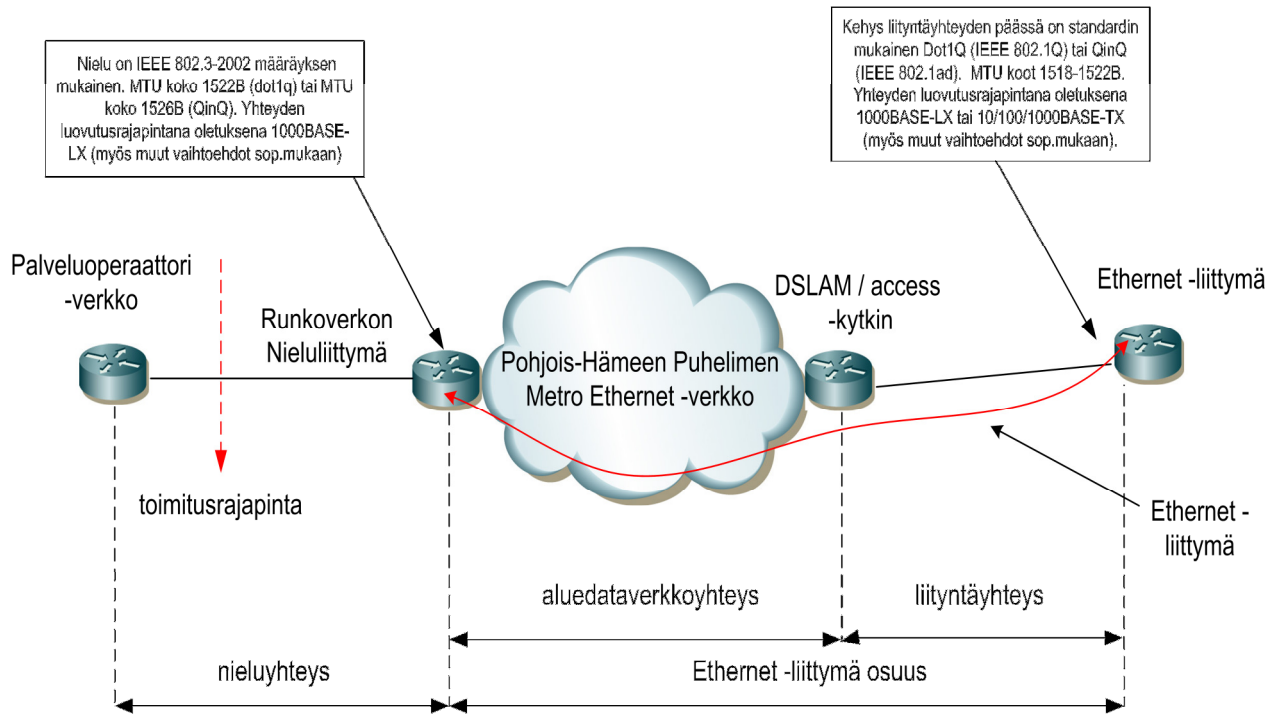 Nielu on IEEE 802.3-2002 määräyksen
mukainen. MTU koko 1522B (dot1q) tai MTU
koko 1526B (QinQ). Yhteyden
luovutusrajapintana oletuksena 1000BASE-
LX (myös muut vaihtoehdot sop.mukaan)
Kehys liityntäyhteyden päässä on standardin
mukainen Dot1Q (IEEE 802.1Q) tai QinQ
(IEEE 802.1ad). MTU koot 1518-1522B.
Yhteyden luovutusrajapintana oletuksena
1000BASE-LX tai 10/100/1000BASE-TX
(myös muut vaihtoehdot sop.mukaan).
Palveluoperaattori
-verkko
Runkoverkon
Nieluliittymä
Pohjois-Hämeen Puhelimen
Metro Ethernet -verkko
DSLAM / access
-kytkin
Ethernet -liittymä
toimitusrajapinta
Ethernet -
liittymä
aluedataverkkoyhteys
liityntäyhteys
nieluyhteys
Ethernet -liittymä osuus